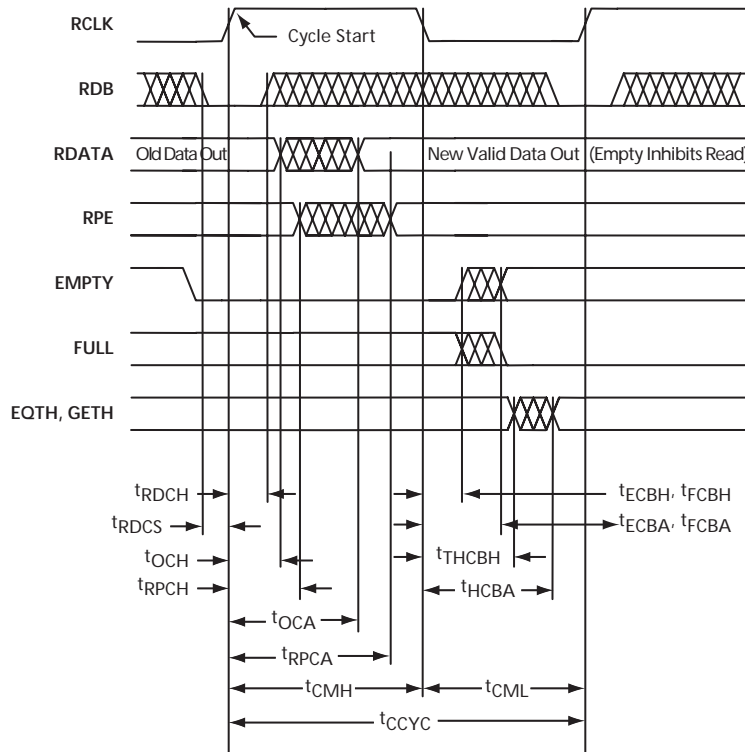 RCLK
Cycle Start
RDB
RDATA Old Data Out New Valid Data Out (Empty Inhibits Read)
RPE
EMPTY
FULL
EQTH, GETH
tRDCH tECBH, tFCBH
tRDCS tECBA, tFCBA
tOCH tTHCBH
tRPCH tHCBA
tOCA
tRPCA
tCMH tCML
tCCYC